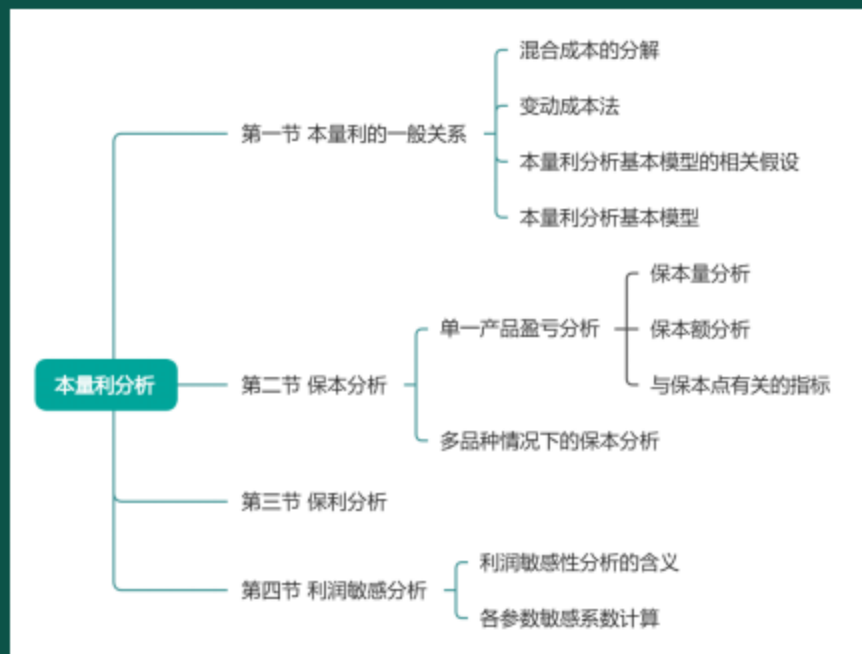 混合成本的分解
变动成本法
第一节 本量利的一般关系
本量利分析基本模型的相关假设
本量利分析基本模型
保本量分析
单一产品盈亏分析
保本额分析
本量利分析
第二节 保本分析
与保本点有关的指标
多品种情况下的保本分析
第三节 保利分析
利润敏感性分析的含义
第四节 利润敏感分析
各参数敏感系数计算